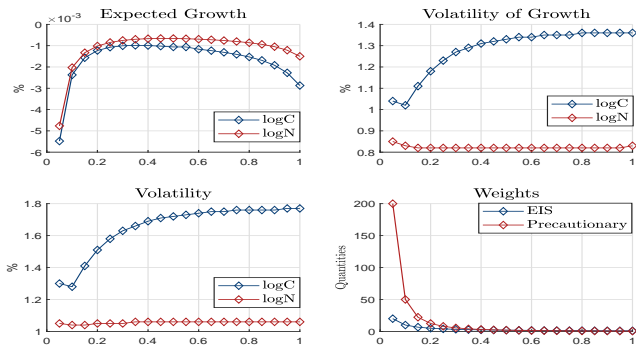 Expected Growth
×10⁻³
0
-1
-2
-3
-4
-5
-6
%
0 0.2 0.4 0.6 0.8 1
logC
logN
Volatility of Growth
1.4
1.3
1.2
1.1
1
0.9
0.8
%
0 0.2 0.4 0.6 0.8 1
logC
logN
Volatility
1.8
1.6
1.4
1.2
1
%
0 0.2 0.4 0.6 0.8 1
logC
logN
Weights
200
150
100
50
0
Quantities
0 0.2 0.4 0.6 0.8 1
EIS
Precautionary